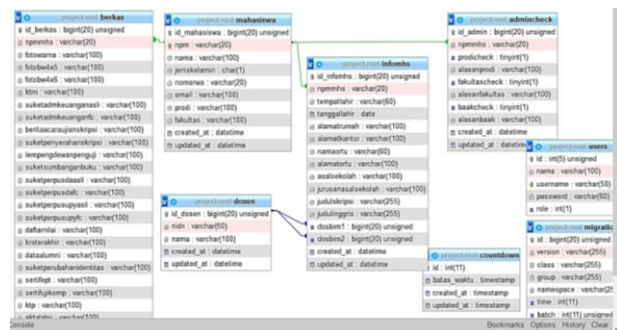 project-root berkas
id_berkas : bigint(20) unsigned
npmmhs : varchar(20)
fotowarna : varchar(100)
fotobw4x5 : varchar(100)
fotobw4x6 : varchar(100)
ktm : varchar(100)
suketadmkeuanganasli : varchar(100)
suketadmkeuanganfc : varchar(100)
beritaacaraujianskripsi : varchar(100)
suketpenyerahanskripsi : varchar(100)
lempengdewanpenguji : varchar(100)
suketsumbanganbuku : varchar(100)
suketperpusdaasli : varchar(100)
suketperpusdafc : varchar(100)
suketperpusupyasli : varchar(100)
suketperpusupyfc : varchar(100)
daftarnilai : varchar(100)
krsterakhir : varchar(100)
dataalumni : varchar(100)
suketperubahanidentitas : varchar(100)
sertifept : varchar(100)
sertifujikomp : varchar(100)
ktp : varchar(100)
project-root mahasiswa
id_mahasiswa : bigint(20) unsigned
npm : varchar(20)
nama : varchar(100)
jeniskelamin : char(1)
nomorwa : varchar(20)
email : varchar(100)
prodi : varchar(100)
fakultas : varchar(100)
created_at : datetime
updated_at : datetime
project-root infomhs
id_infomhs : bigint(20) unsigned
npmmhs : varchar(20)
tempatlahir : varchar(60)
tanggallahir : date
alamatrumah : varchar(100)
alamatkantor : varchar(100)
namaortu : varchar(60)
alamatortu : varchar(100)
asalsekolah : varchar(100)
jurusanasalsekolah : varchar(100)
judulskripsi : varchar(255)
judulinggris : varchar(255)
dosbim1 : bigint(20) unsigned
dosbim2 : bigint(20) unsigned
created_at : datetime
updated_at : datetime
project-root admincheck
id_admin : bigint(20) unsigned
npmmhs : varchar(20)
prodicheck : tinyint(1)
alasanprodi : varchar(100)
fakultascheck : tinyint(1)
alasanfakultas : varchar(100)
baakcheck : tinyint(1)
alasanbaak : varchar(100)
created_at : datetime
updated_at : datetim
project-root dosen
id_dosen : bigint(20) unsigned
nidn : varchar(50)
nama : varchar(100)
created_at : datetime
updated_at : datetime
project-root users
id : int(5) unsigned
nama : varchar(100)
username : varchar(50)
password : varchar(60)
role : int(1)
project-root countdown
id : int(11)
batas_waktu : timestamp
created_at : timestamp
updated_at : timestamp
project-root migratio
id : bigint(20) unsigned
version : varchar(255)
class : varchar(255)
group : varchar(255)
namespace : varchar(25
time : int(11)
batch : int(11) unsigned
Console
Bookmarks Options History Clear